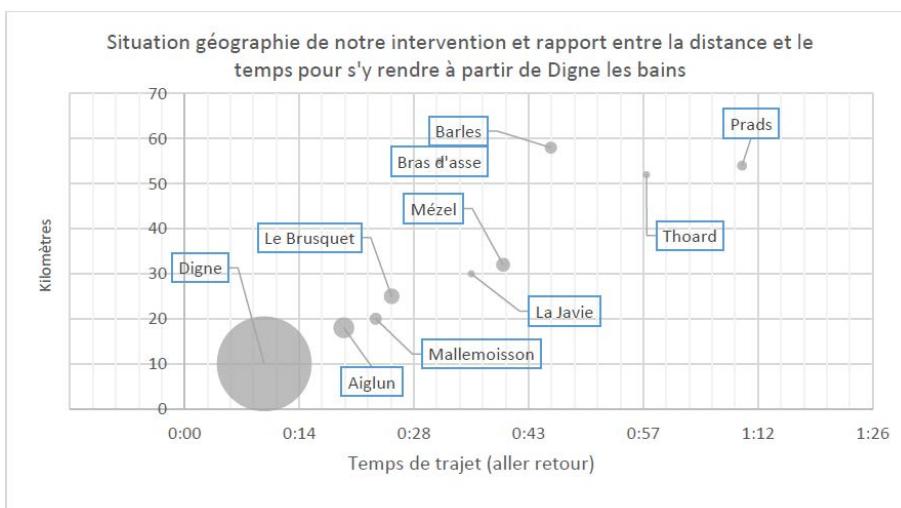 Situation géographie de notre intervention et rapport entre la distance et le
temps pour s'y rendre à partir de Digne les bains
70
60
50
40
30
20
10
0
Kilomètres
Barles
Prads
Bras d'asse
Mézel
Le Brusquet
Thoard
Digne
La Javie
Mallemoisson
Aiglun
0:00 0:14 0:28 0:43 0:57 1:12 1:26
Temps de trajet (aller retour)